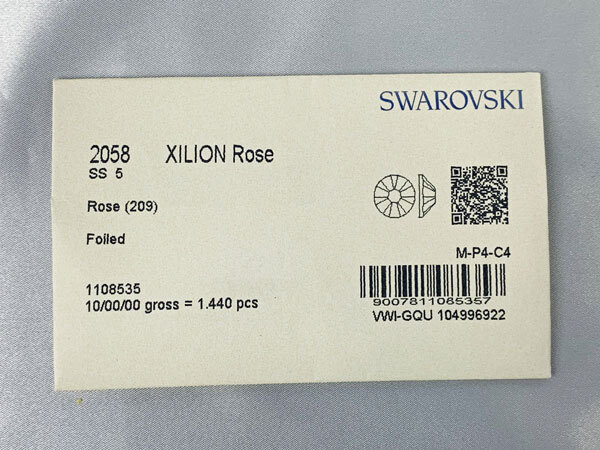 SWAROVSKI
2058 XILION Rose
SS 5
Rose (209)
Foiled
M-P4-C4
1108535
10/00/00 gross = 1.440 pcs
9007811085357
VWI-GQU 104996922